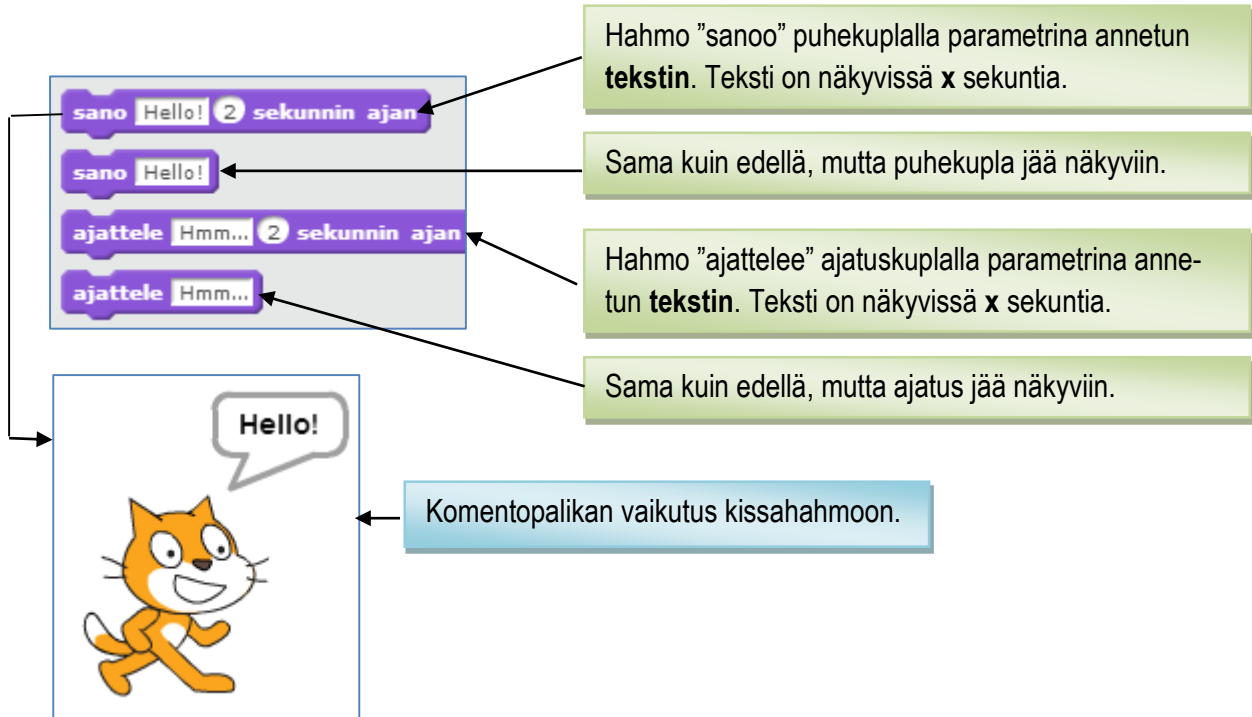 Hahmo ”sanoo” puhekuplalla parametrina annetun
tekstin. Teksti on näkyvissä x sekuntia.
sano Hello! 2 sekunnin ajan
Sama kuin edellä, mutta puhekupla jää näkyviin.
sano Hello!
Hahmo ”ajattelee” ajatuskuplalla parametrina anne-
tun tekstin. Teksti on näkyvissä x sekuntia.
ajattele Hmm... 2 sekunnin ajan
Sama kuin edellä, mutta ajatus jää näkyviin.
ajattele Hmm...
Hello!
Komentopalikan vaikutus kissahahmoon.